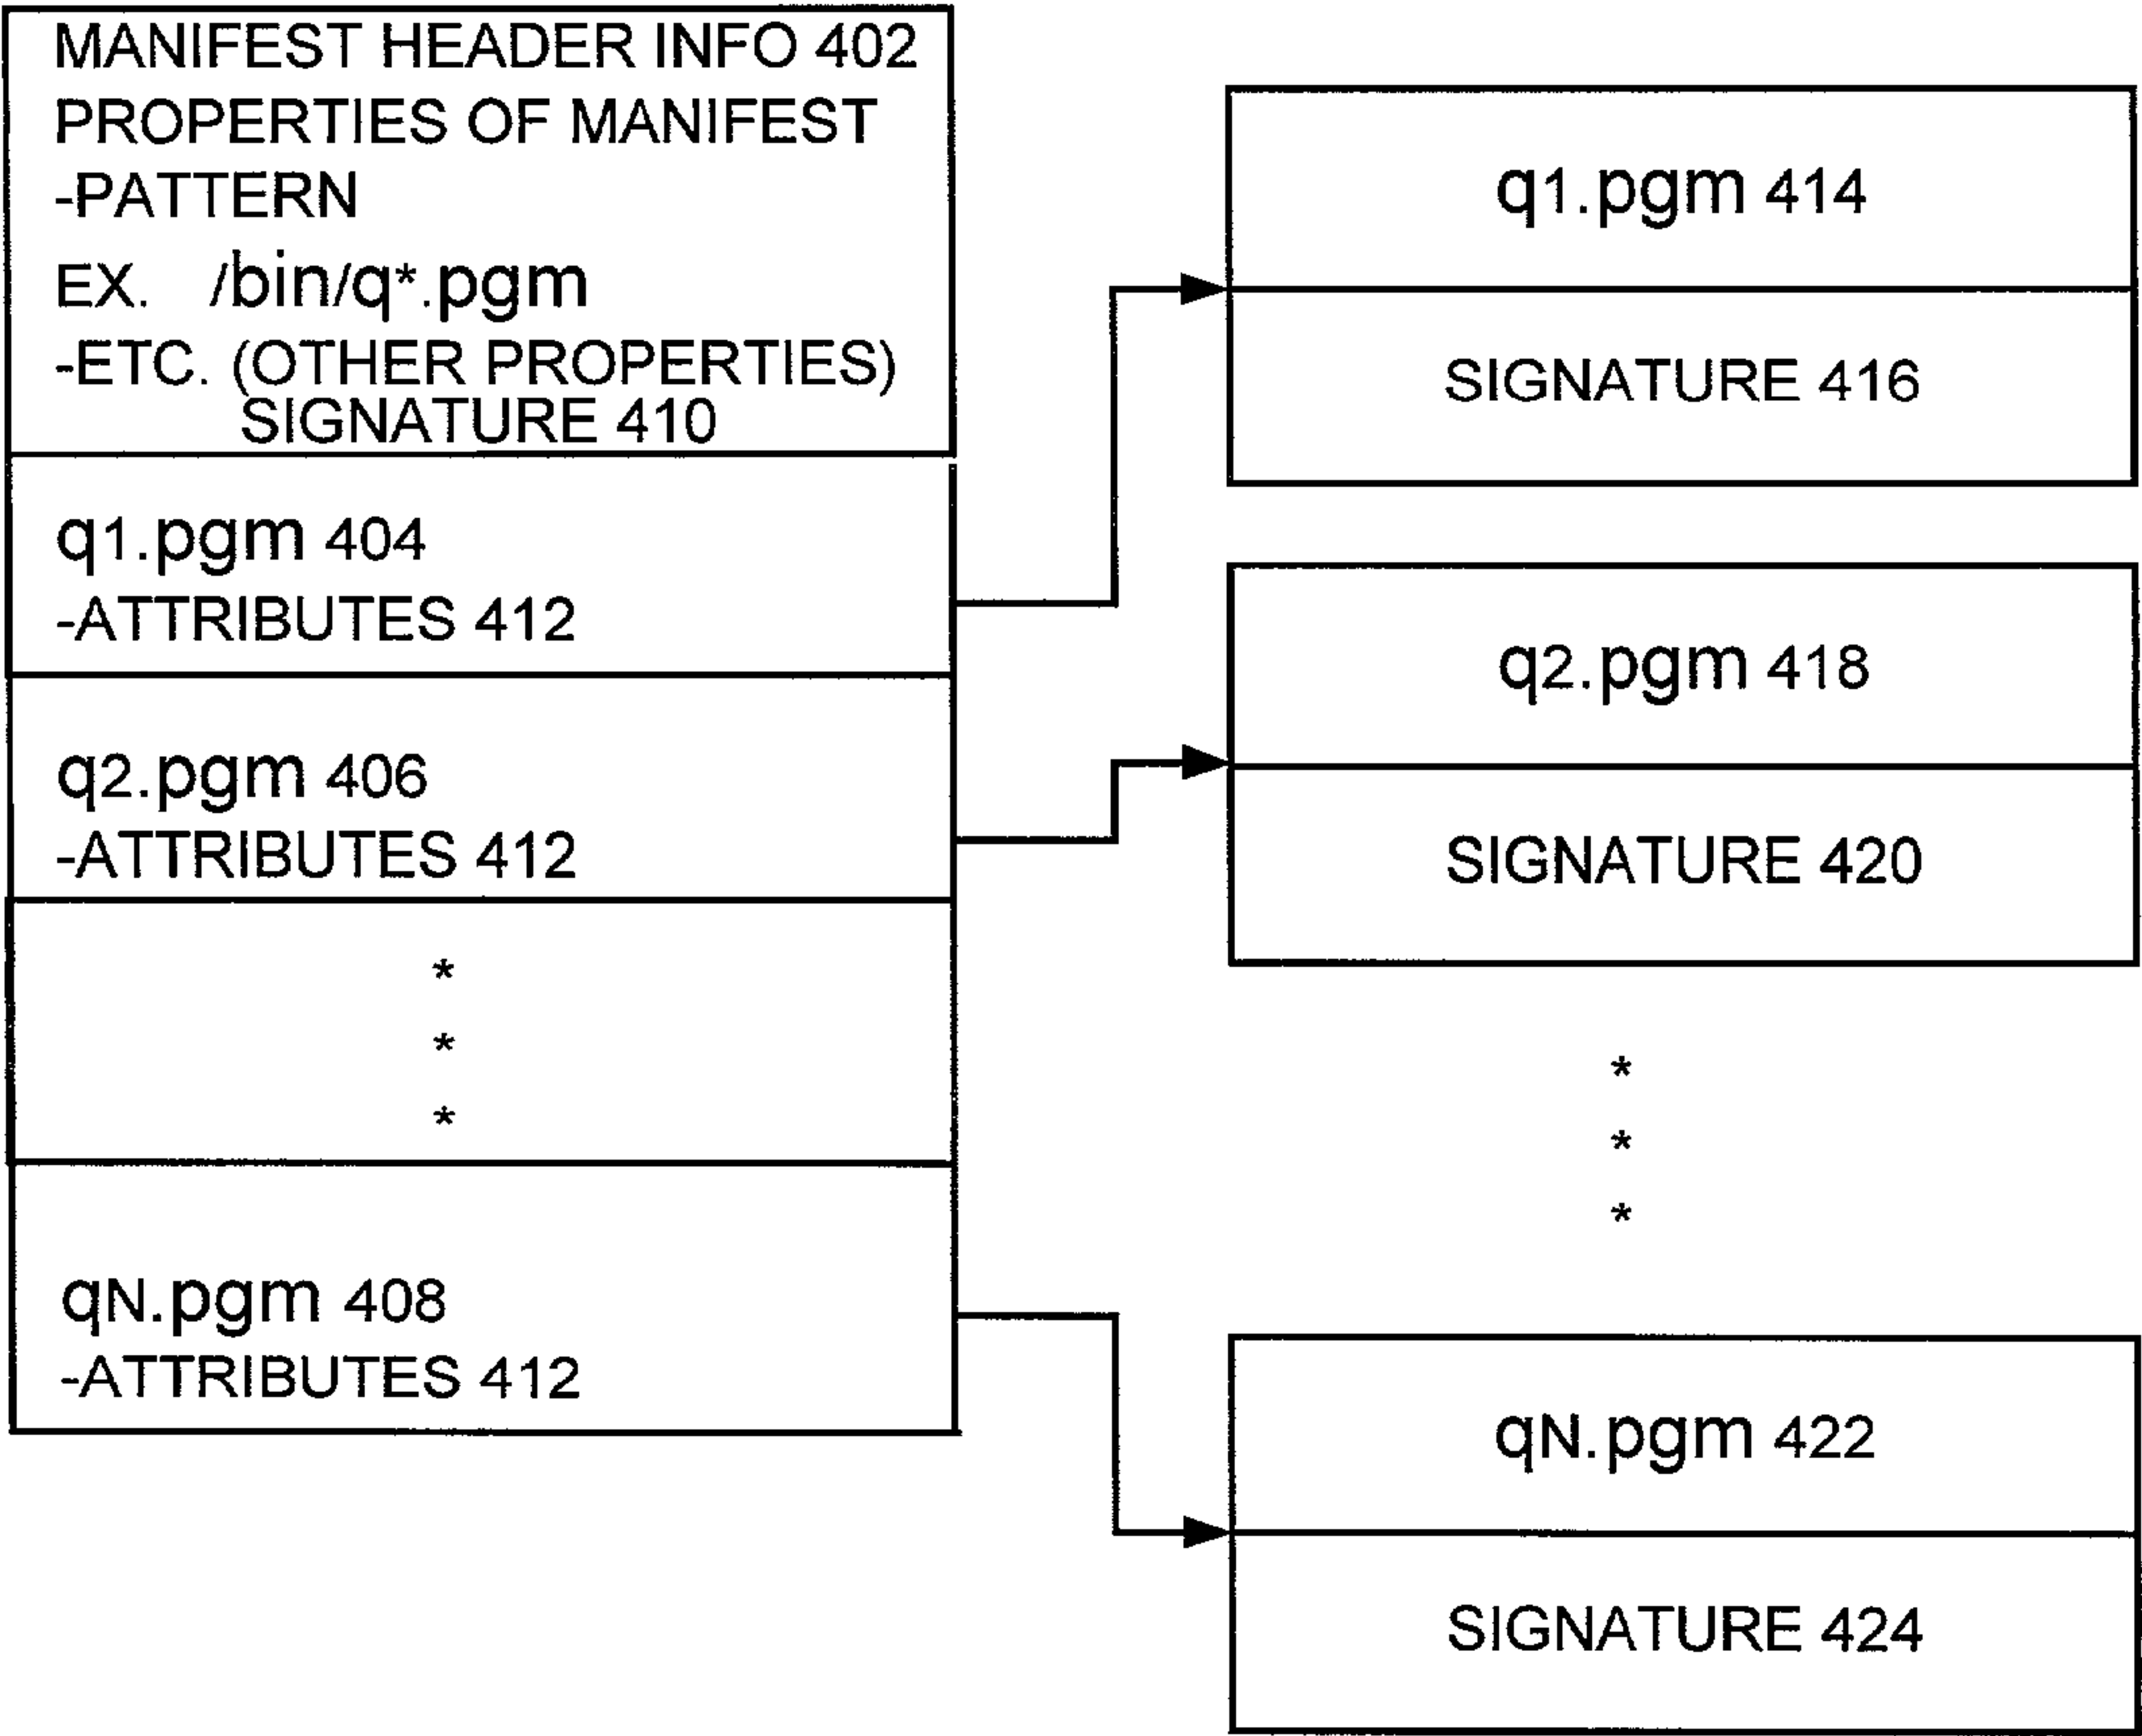 MANIFEST HEADER INFO 402
PROPERTIES OF MANIFEST
-PATTERN
EX. /bin/q*.pgm
-ETC. (OTHER PROPERTIES)
SIGNATURE 410
q1.pgm 404
-ATTRIBUTES 412
q2.pgm 406
-ATTRIBUTES 412
*
*
*
qN.pgm 408
-ATTRIBUTES 412
q1.pgm 414
SIGNATURE 416
q2.pgm 418
SIGNATURE 420
*
*
*
qN.pgm 422
SIGNATURE 424